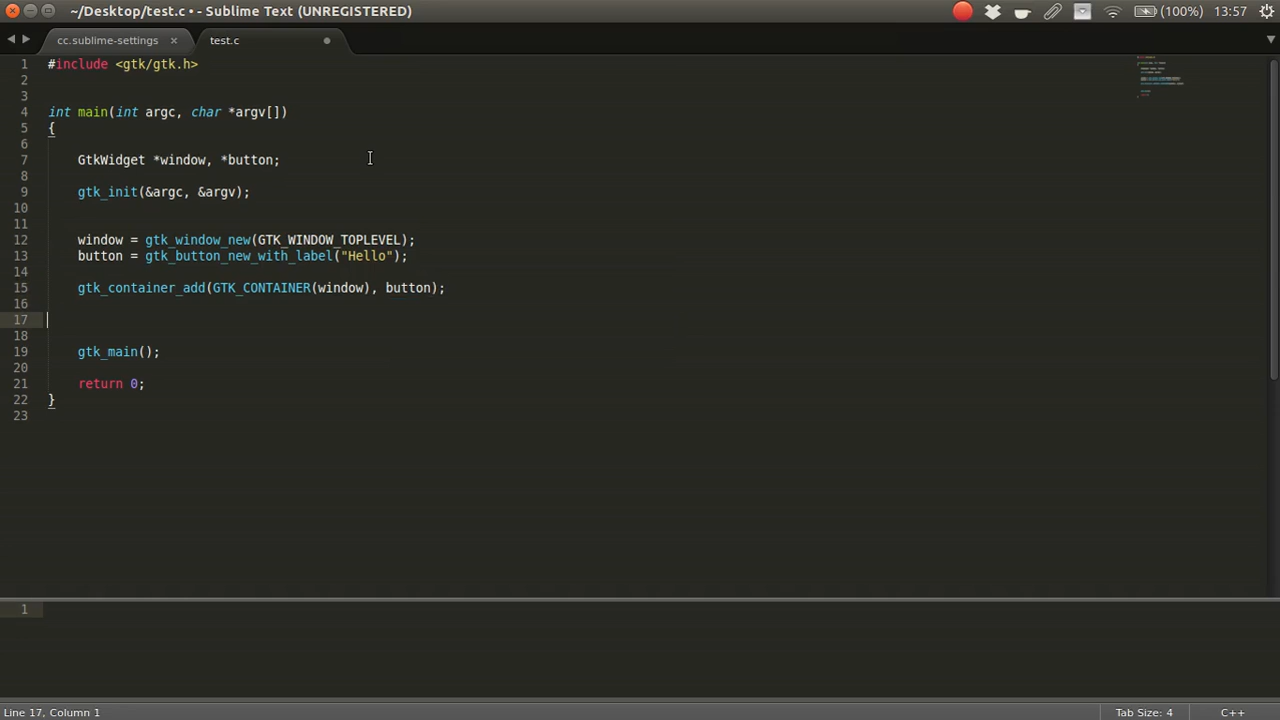 ~/Desktop/test.c • - Sublime Text (UNREGISTERED) (100%) 13:57
cc.sublime-settings × test.c
1 #include <gtk/gtk.h>
2
3
4 int main(int argc, char *argv[])
5 {
6
7 GtkWidget *window, *button;
8
9 gtk_init(&argc, &argv);
10
11
12 window = gtk_window_new(GTK_WINDOW_TOPLEVEL);
13 button = gtk_button_new_with_label("Hello");
14
15 gtk_container_add(GTK_CONTAINER(window), button);
16
17
18
19 gtk_main();
20
21 return 0;
22 }
23
1
Line 17, Column 1 Tab Size: 4 C++